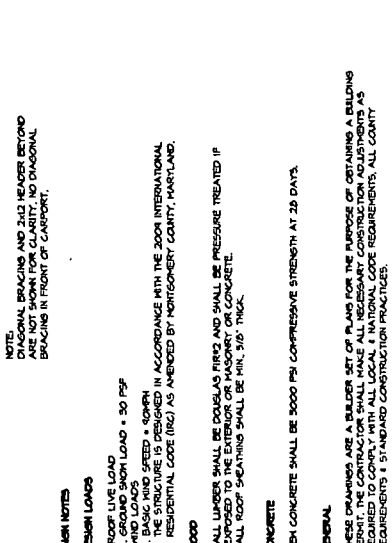 NOTE:
DIAGONAL BRACING AND 2X12 HEADER BEYOND
ARE NOT SHOWN FOR CLARITY. NO DIAGONAL
BRACING IN FRONT OF CARPORT.
NOTES
LOADS
ROOF LIVE LOAD
GROUND SNOW LOAD = 30 PSF
WIND LOADS
BASIC WIND SPEED = 90MPH
THE STRUCTURE IS DESIGNED IN ACCORDANCE WITH THE 2009 INTERNATIONAL
RESIDENTIAL CODE (IRC) AS AMENDED BY MONTGOMERY COUNTY, MARYLAND.
ALL LUMBER SHALL BE DOUGLAS FIR#2 AND SHALL BE PRESSURE TREATED IF
EXPOSED TO THE EXTERIOR OR MASONRY OR CONCRETE.
ALL ROOF SHEATHING SHALL BE MIN. 5/8" THICK.
CONCRETE SHALL BE 3000 PSI COMPRESSIVE STRENGTH AT 28 DAYS.
DRAWINGS ARE A BUILDER SET OF PLANS FOR THE PURPOSE OF OBTAINING A BUILDING
THE CONTRACTOR SHALL MAKE ALL NECESSARY CONSTRUCTION ADJUSTMENTS AS
TO COMPLY WITH ALL LOCAL & NATIONAL CODE REQUIREMENTS, ALL COUNTY
& STANDARD CONSTRUCTION PRACTICES.